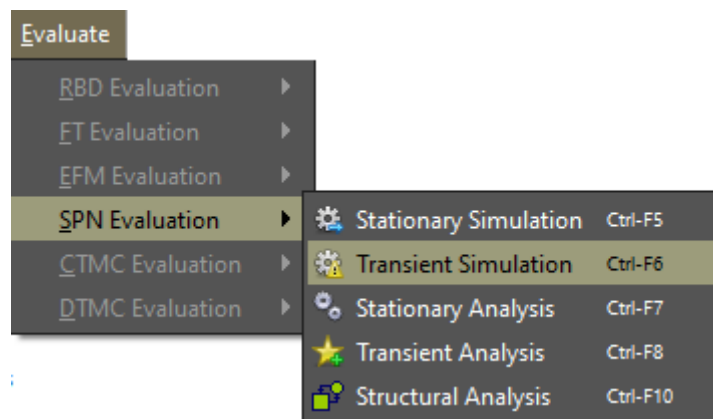 Evaluate
RBD Evaluation
FT Evaluation
EFM Evaluation
SPN Evaluation
CTMC Evaluation
DTMC Evaluation
Stationary Simulation Ctrl-F5
Transient Simulation Ctrl-F6
Stationary Analysis Ctrl-F7
Transient Analysis Ctrl-F8
Structural Analysis Ctrl-F10